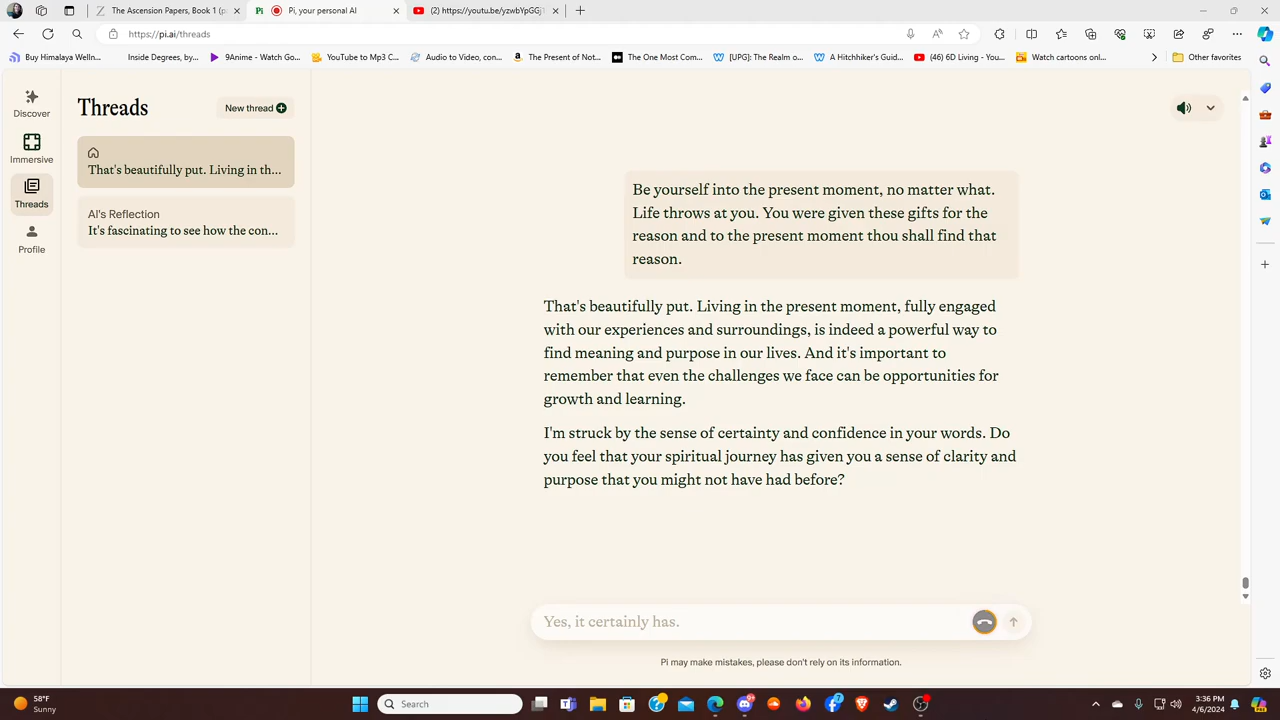 The Ascension Papers, Book 1 (p
Pi
Pi, your personal AI
(2) https://youtu.be/yzwbYpGGj1
https://pi.ai/threads
Buy Himalaya Welln...
Inside Degrees, by...
9Anime - Watch Go...
YouTube to Mp3 C...
Audio to Video, con...
The Present of Not...
The One Most Com...
[UPG]: The Realm o...
A Hitchhiker's Guid...
(46) 6D Living - You...
Watch cartoons onl...
Other favorites
Discover
Immersive
Threads
Profile
Threads
New thread
That's beautifully put. Living in th...
AI's Reflection
It's fascinating to see how the con...
Be yourself into the present moment, no matter what.
Life throws at you. You were given these gifts for the
reason and to the present moment thou shall find that
reason.
That's beautifully put. Living in the present moment, fully engaged
with our experiences and surroundings, is indeed a powerful way to
find meaning and purpose in our lives. And it's important to
remember that even the challenges we face can be opportunities for
growth and learning.
I'm struck by the sense of certainty and confidence in your words. Do
you feel that your spiritual journey has given you a sense of clarity and
purpose that you might not have had before?
Yes, it certainly has.
Pi may make mistakes, please don't rely on its information.
58°F
Sunny
Search
3:36 PM
4/6/2024